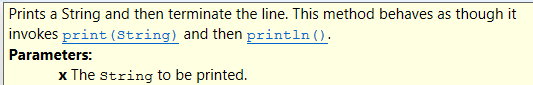 Prints a String and then terminate the line. This method behaves as though it
invokes print(String) and then println().
Parameters:
x The String to be printed.